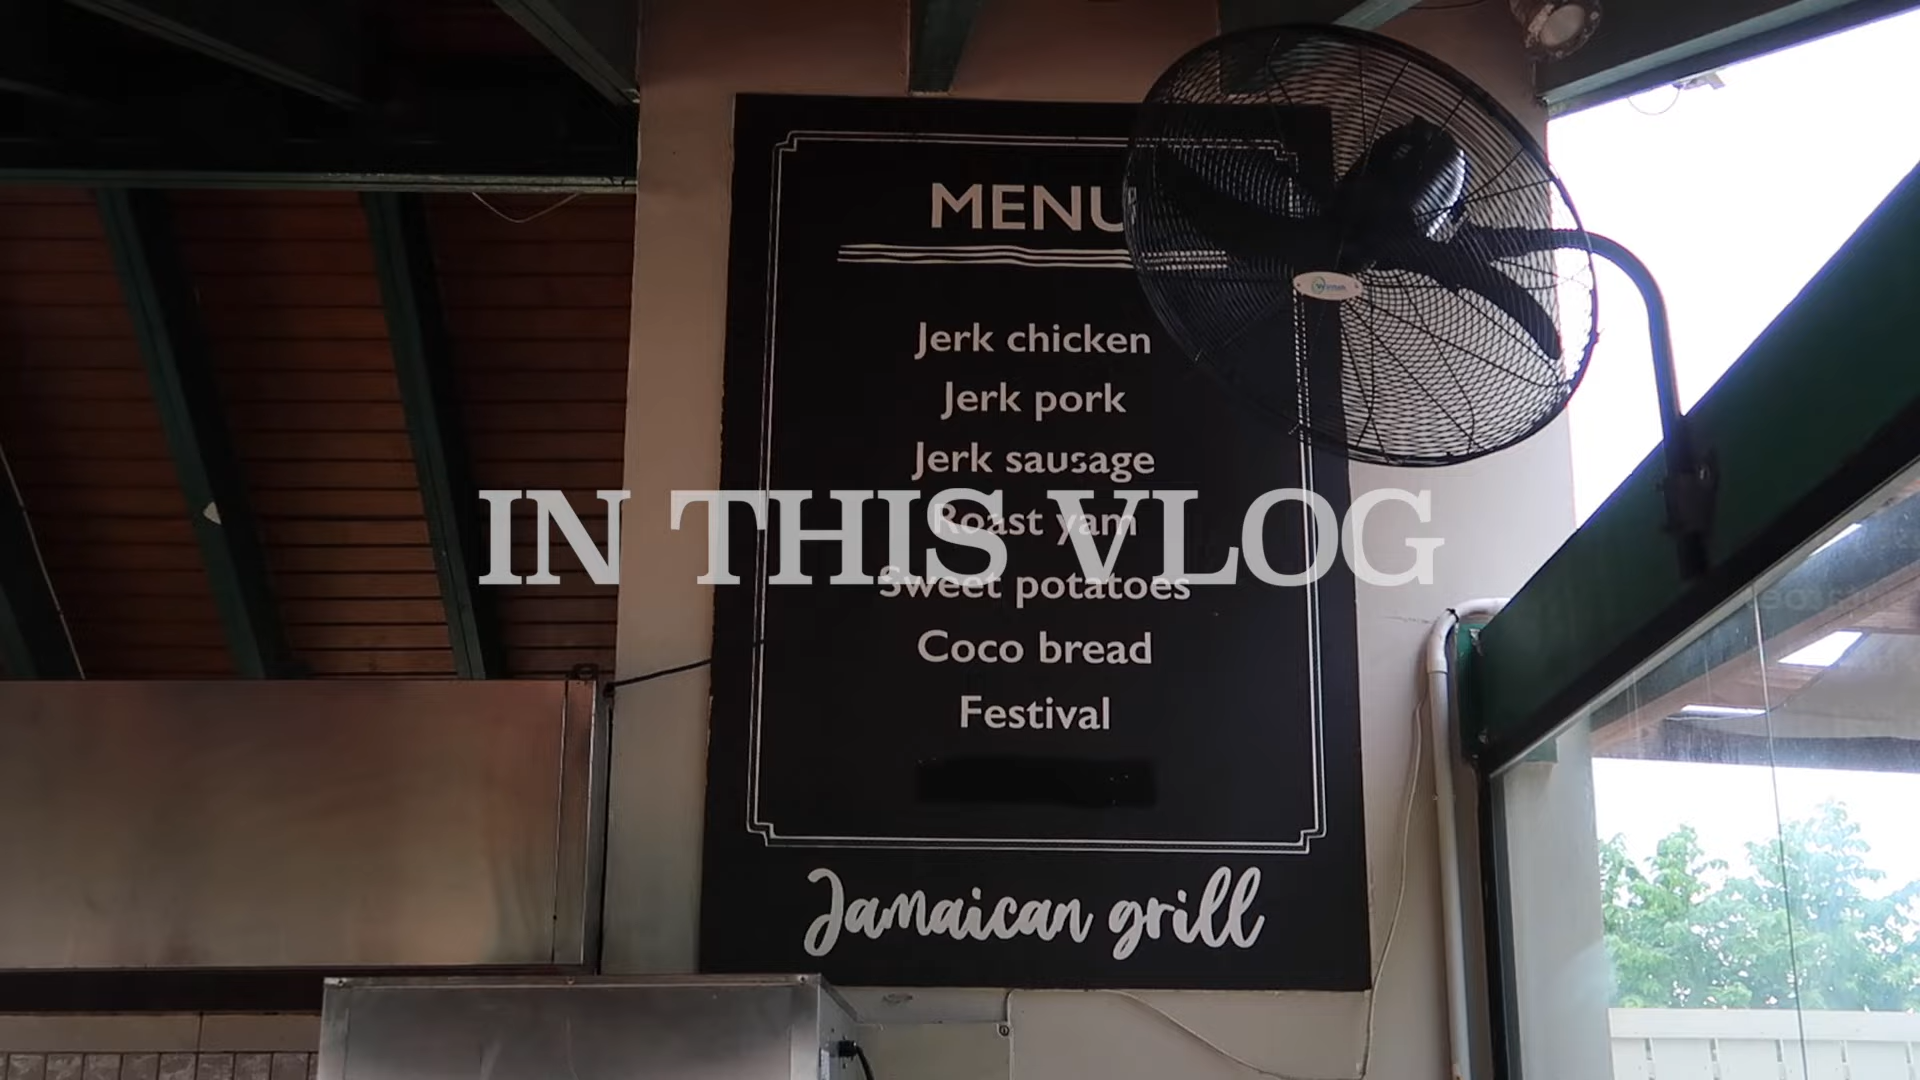 MENU
Jerk chicken
Jerk pork
Jerk sausage
Roast yam
IN THIS VLOG
Sweet potatoes
Coco bread
Festival
Jamaican grill